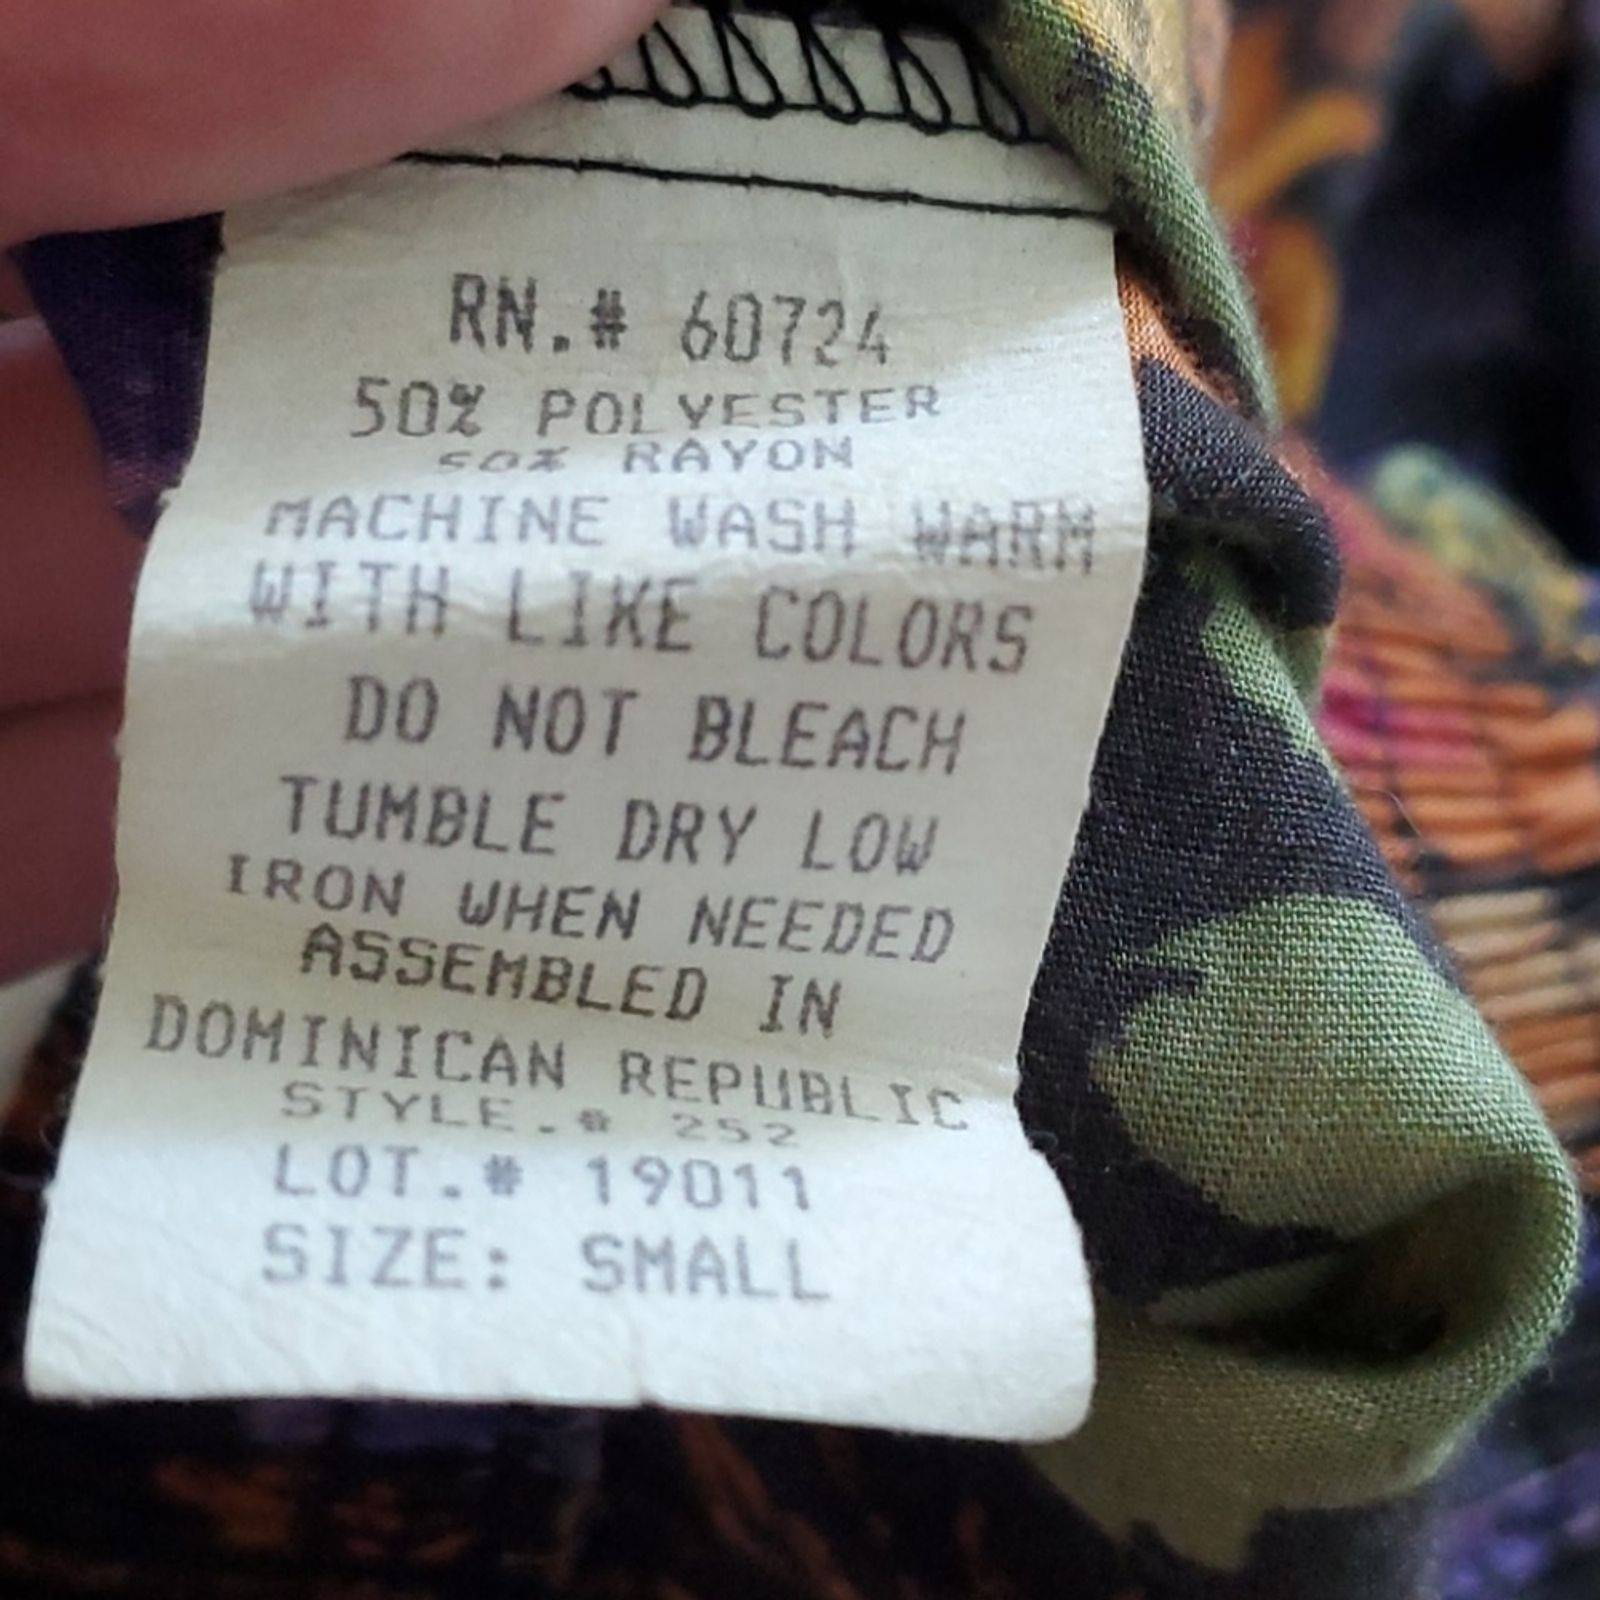 RN.# 60724
50% POLYESTER
50% RAYON
MACHINE WASH WARM
WITH LIKE COLORS
DO NOT BLEACH
TUMBLE DRY LOW
IRON WHEN NEEDED
ASSEMBLED IN
DOMINICAN REPUBLIC
STYLE.# 252
LOT.# 19011
SIZE: SMALL